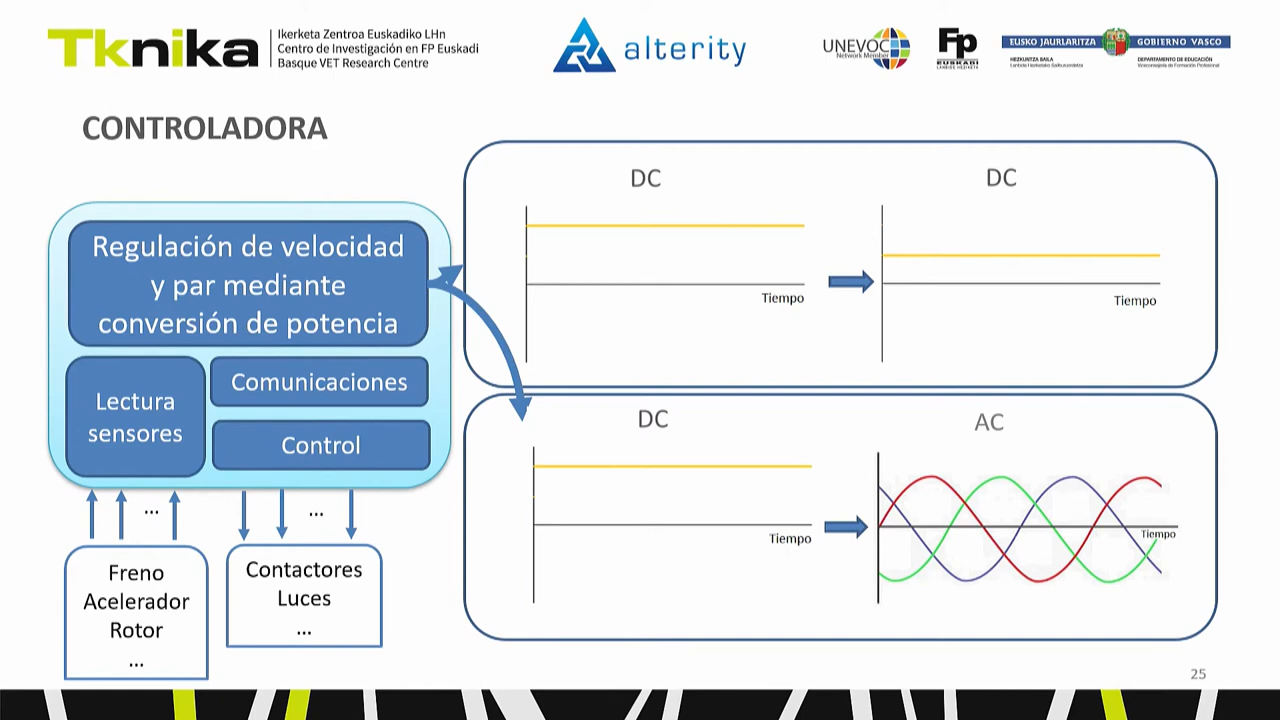 Tknika
Ikerketa Zentroa Euskadiko LHn
Centro de Investigación en FP Euskadi
Basque VET Research Centre
alterity
UNEVOC
Network Member
Fp
EUSKADI
LANBIDE HEZIKETA
EUSKO JAURLARITZA
GOBIERNO VASCO
HEZKUNTZA SAILA
Lanbide Heziketako Sailburuordetza
DEPARTAMENTO DE EDUCACIÓN
Viceconsejería de Formación Profesional
CONTROLADORA
Regulación de velocidad
y par mediante
conversión de potencia
Lectura
sensores
Comunicaciones
Control
...
...
Freno
Acelerador
Rotor
...
Contactores
Luces
...
DC
Tiempo
DC
Tiempo
DC
Tiempo
AC
Tiempo
25